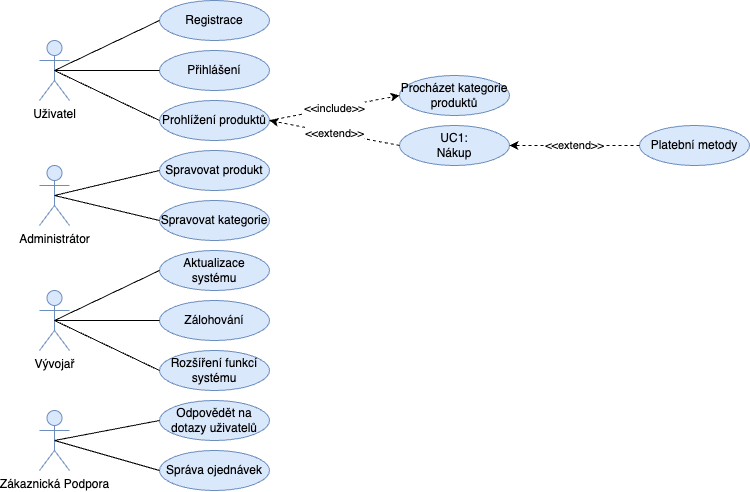 Registrace
Přihlášení
Uživatel
Prohlížení produktů
<<include>>
Procházet kategorie
produktů
<<extend>>
UC1:
Nákup
<<extend>>
Platební metody
Spravovat produkt
Administrátor
Spravovat kategorie
Aktualizace
systému
Zálohování
Vývojař
Rozšíření funkcí
systému
Odpovědět na
dotazy uživatelů
Zákaznická Podpora
Správa ojednávek